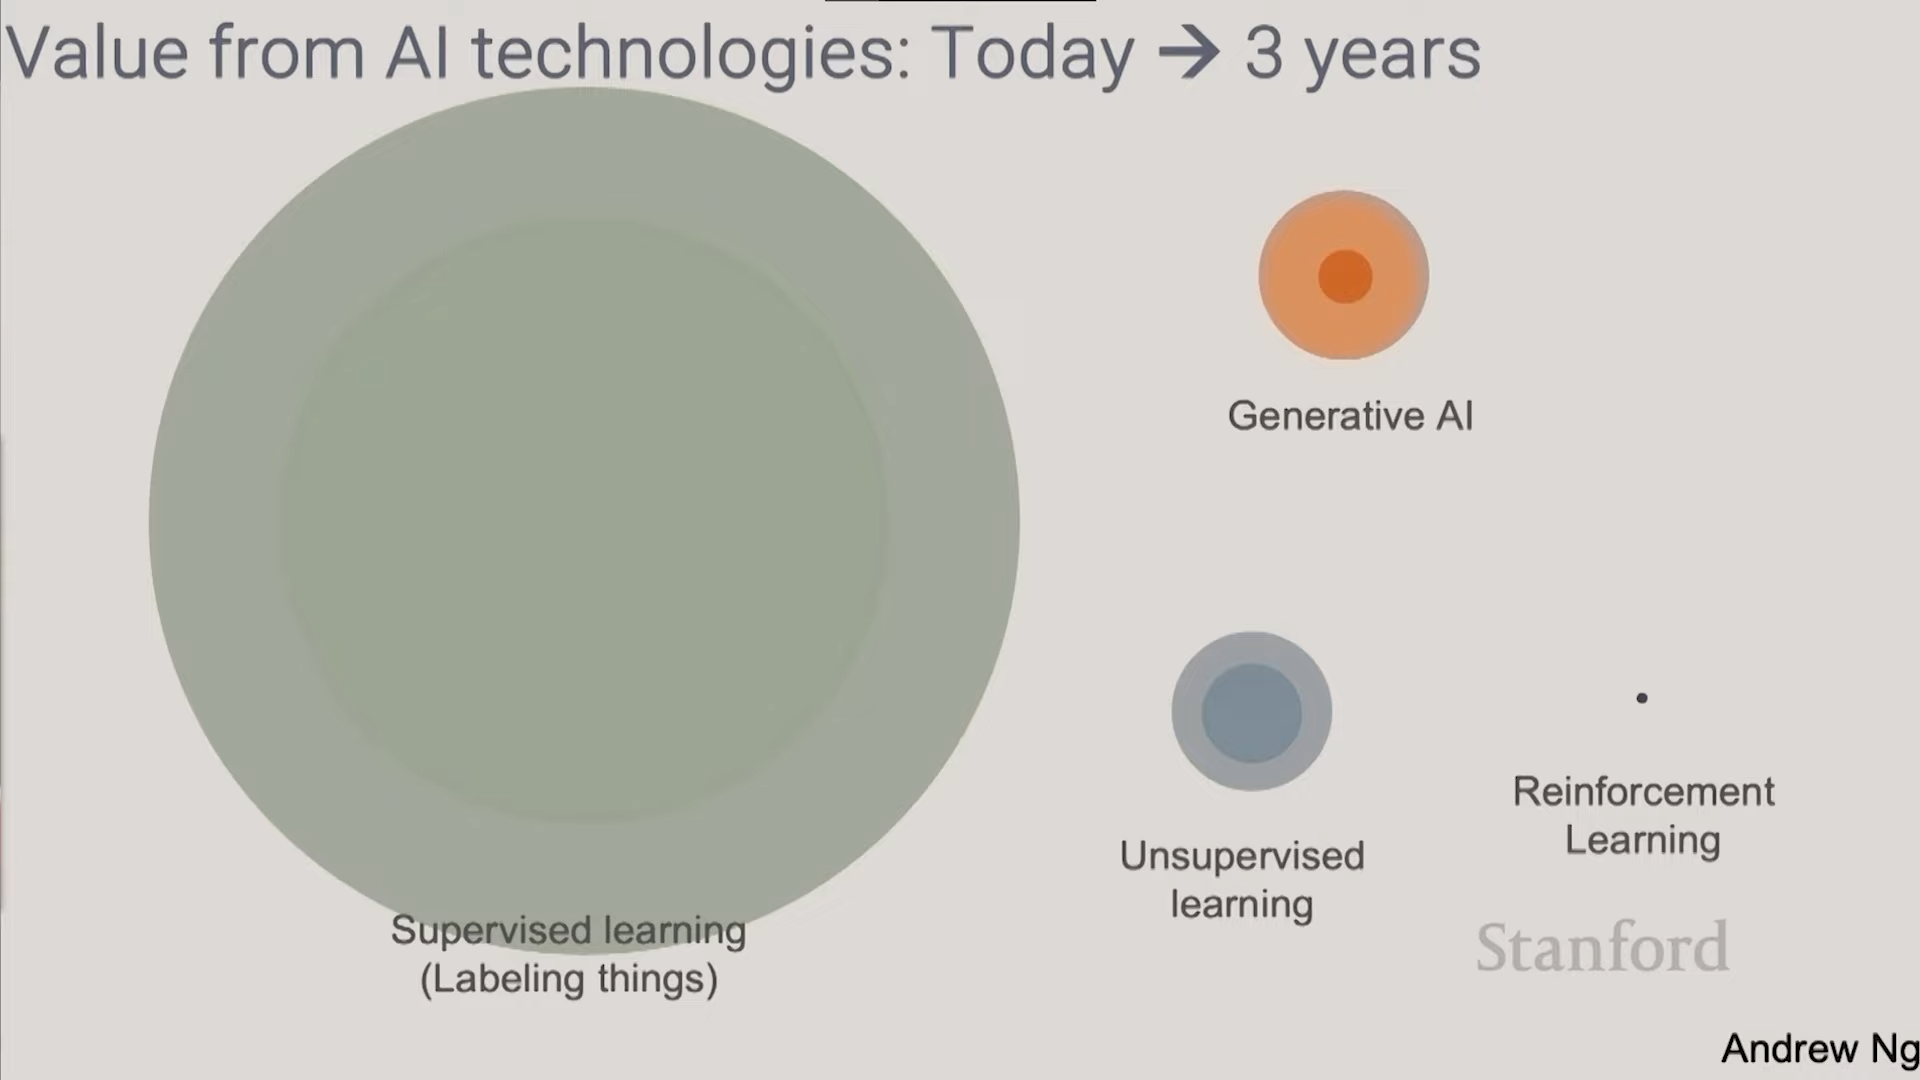 Value from AI technologies: Today → 3 years
Generative AI
Supervised learning
(Labeling things)
Unsupervised
learning
Reinforcement
Learning
Stanford
Andrew Ng